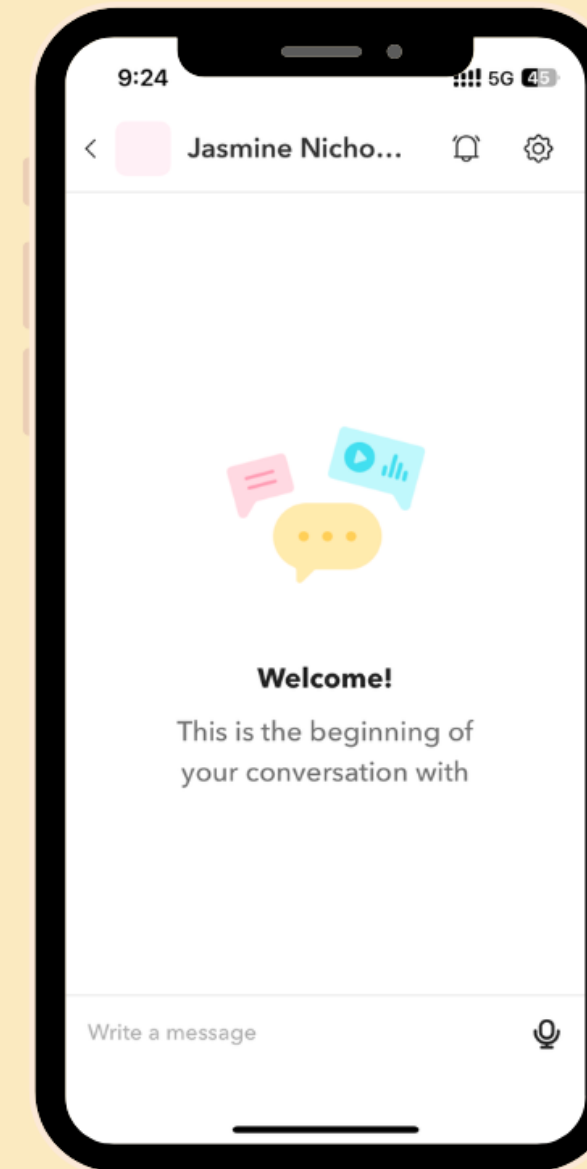 9:24 5G 45
Jasmine Nicho...
Welcome!
This is the beginning of
your conversation with
Write a message